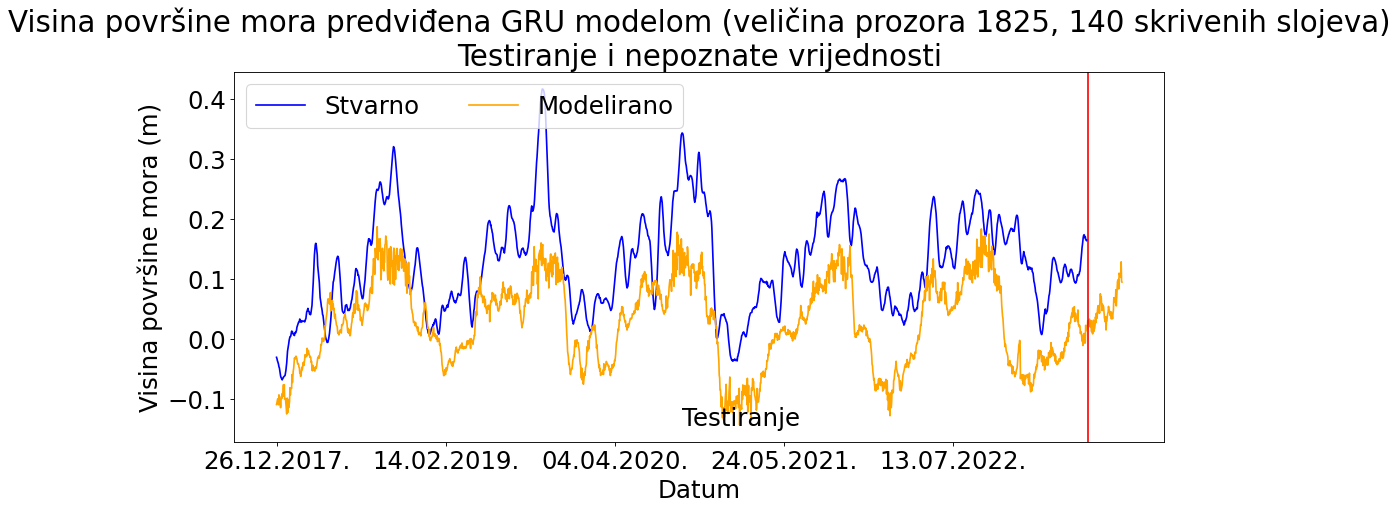 Visina površine mora predviđena GRU modelom (veličina prozora 1825, 140 skrivenih slojeva)
Testiranje i nepoznate vrijednosti
Stvarno
Modelirano
Visina površine mora (m)
0.4
0.3
0.2
0.1
0.0
−0.1
Testiranje
26.12.2017.
14.02.2019.
04.04.2020.
24.05.2021.
13.07.2022.
Datum